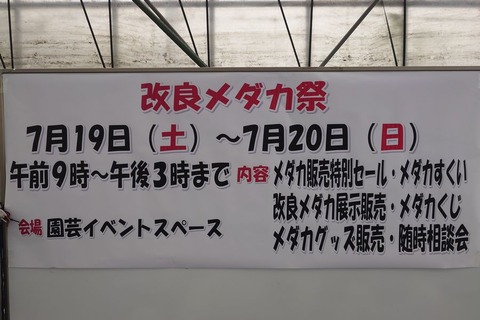 改良メダカ祭
7月19日（土）～7月20日（日）
午前9時～午後3時まで
内容 メダカ販売特別セール・メダカすくい
改良メダカ展示販売・メダカくじ
メダカグッズ販売・随時相談会
会場 園芸イベントスペース